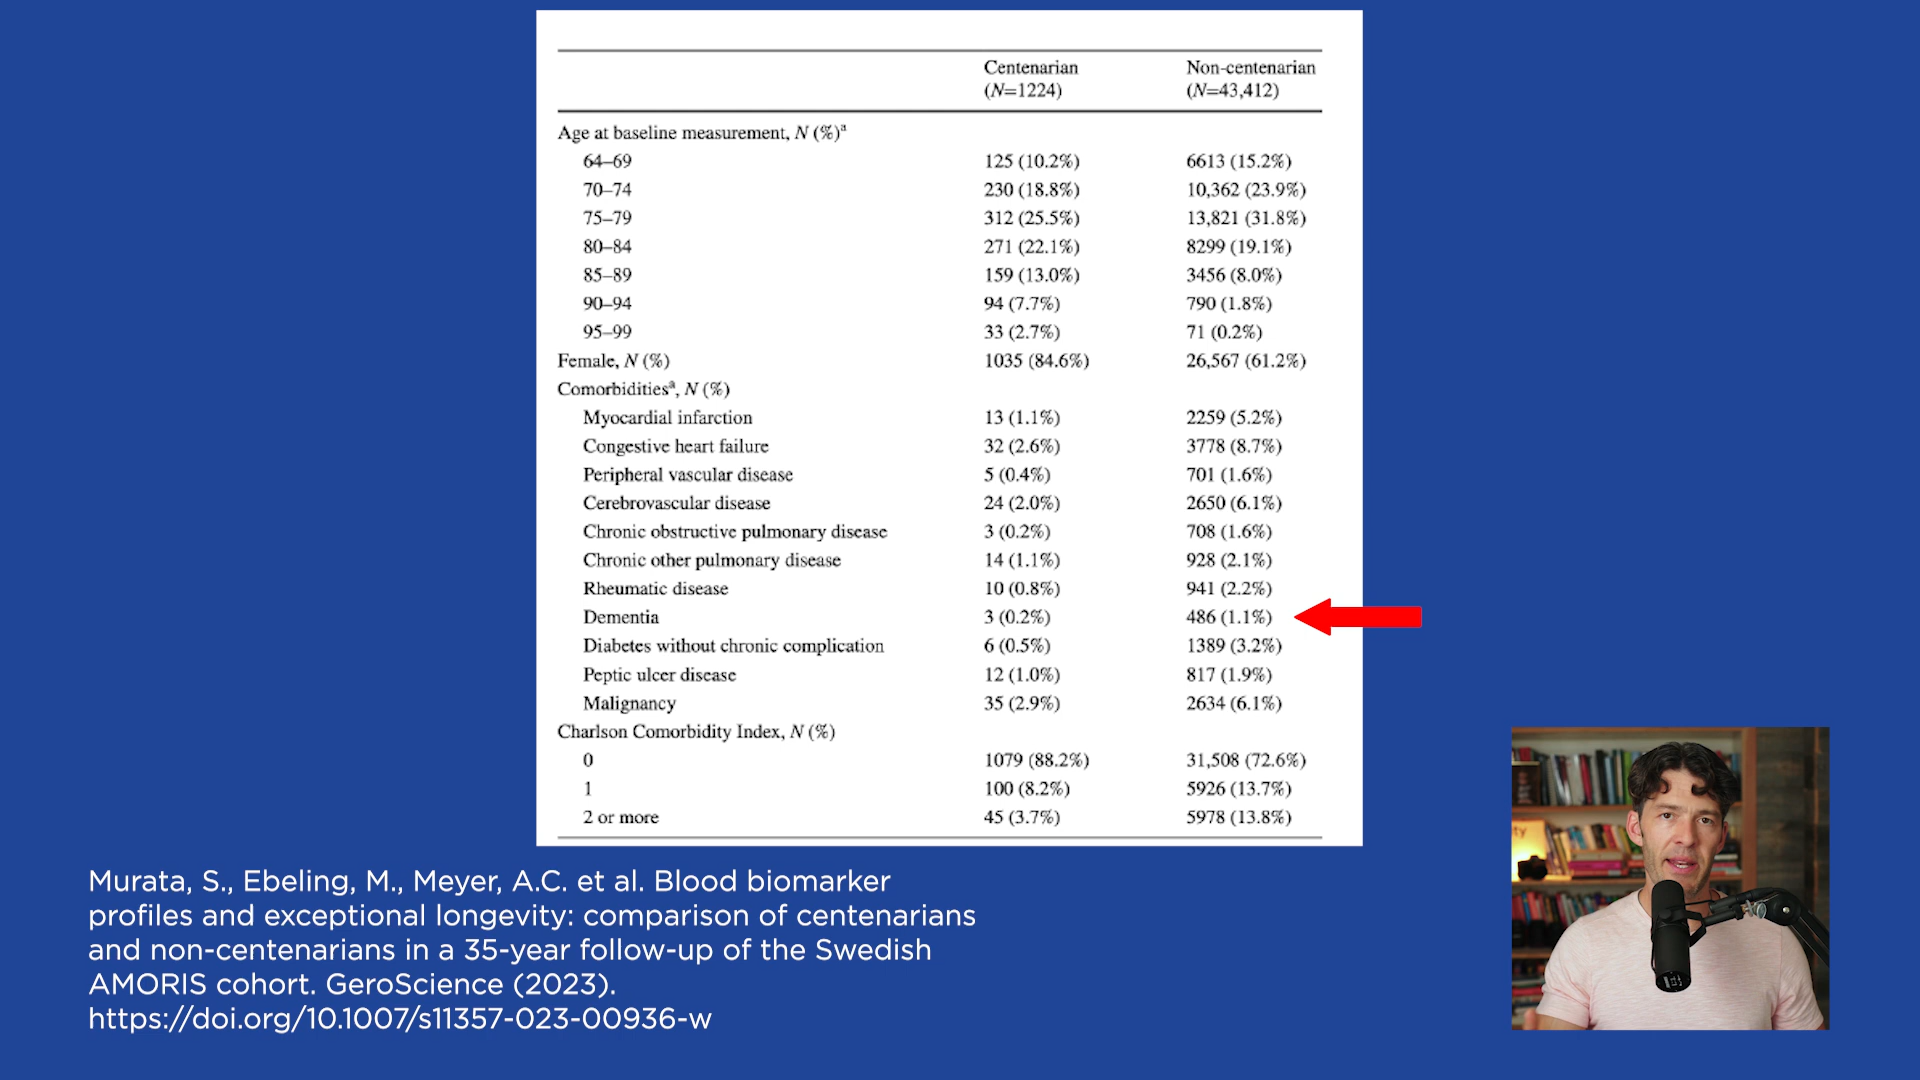 Centenarian Non-centenarian
(N=1224) (N=43,412)
Age at baseline measurement, N (%)a
64–69 125 (10.2%) 6613 (15.2%)
70–74 230 (18.8%) 10,362 (23.9%)
75–79 312 (25.5%) 13,821 (31.8%)
80–84 271 (22.1%) 8299 (19.1%)
85–89 159 (13.0%) 3456 (8.0%)
90–94 94 (7.7%) 790 (1.8%)
95–99 33 (2.7%) 71 (0.2%)
Female, N (%) 1035 (84.6%) 26,567 (61.2%)
Comorbiditiesa, N (%)
Myocardial infarction 13 (1.1%) 2259 (5.2%)
Congestive heart failure 32 (2.6%) 3778 (8.7%)
Peripheral vascular disease 5 (0.4%) 701 (1.6%)
Cerebrovascular disease 24 (2.0%) 2650 (6.1%)
Chronic obstructive pulmonary disease 3 (0.2%) 708 (1.6%)
Chronic other pulmonary disease 14 (1.1%) 928 (2.1%)
Rheumatic disease 10 (0.8%) 941 (2.2%)
Dementia 3 (0.2%) 486 (1.1%)
Diabetes without chronic complication 6 (0.5%) 1389 (3.2%)
Peptic ulcer disease 12 (1.0%) 817 (1.9%)
Malignancy 35 (2.9%) 2634 (6.1%)
Charlson Comorbidity Index, N (%)
0 1079 (88.2%) 31,508 (72.6%)
1 100 (8.2%) 5926 (13.7%)
2 or more 45 (3.7%) 5978 (13.8%)
Murata, S., Ebeling, M., Meyer, A.C. et al. Blood biomarker
profiles and exceptional longevity: comparison of centenarians
and non-centenarians in a 35-year follow-up of the Swedish
AMORIS cohort. GeroScience (2023).
https://doi.org/10.1007/s11357-023-00936-w